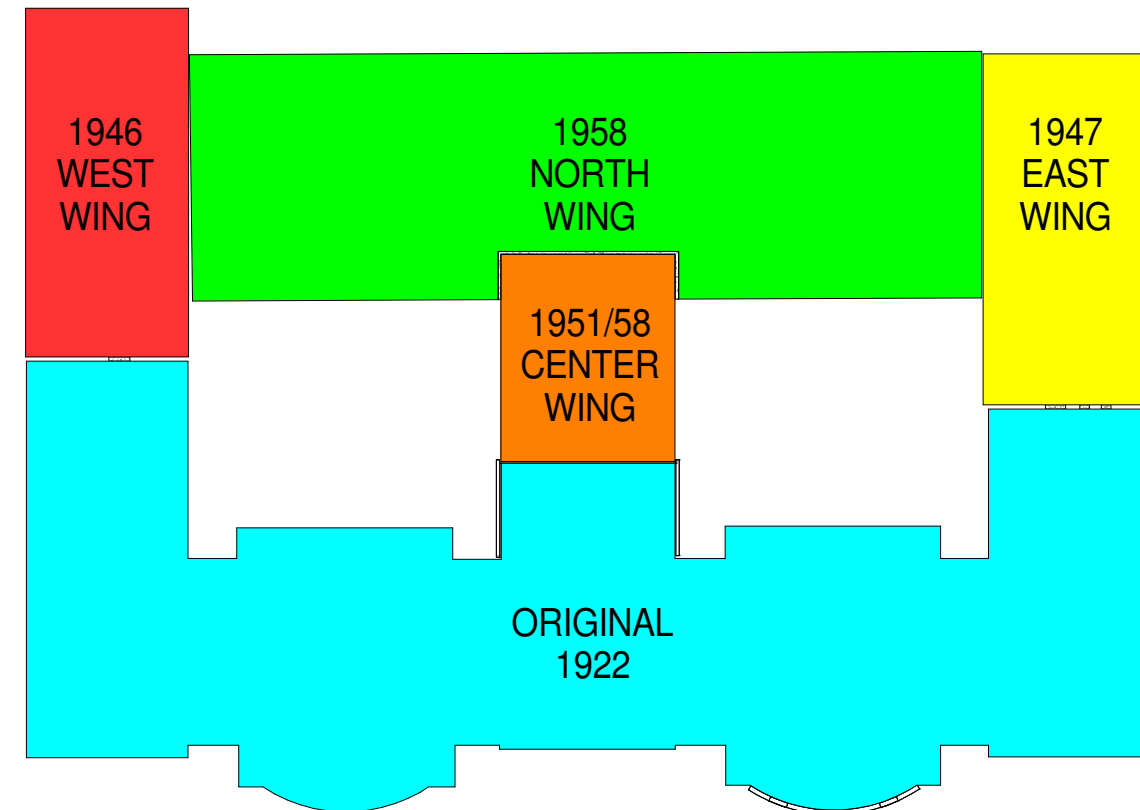 1946
WEST
WING
1958
NORTH
WING
1947
EAST
WING
1951/58
CENTER
WING
ORIGINAL
1922